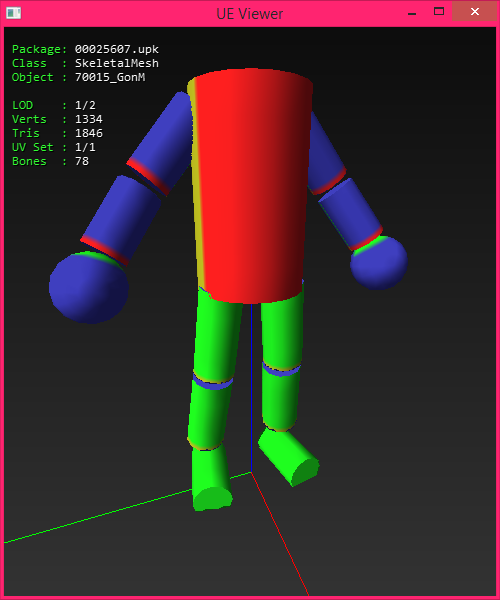 UE Viewer
Package: 00025607.upk
Class  : SkeletalMesh
Object : 70015_GonM
LOD    : 1/2
Verts  : 1334
Tris   : 1846
UV Set : 1/1
Bones  : 78